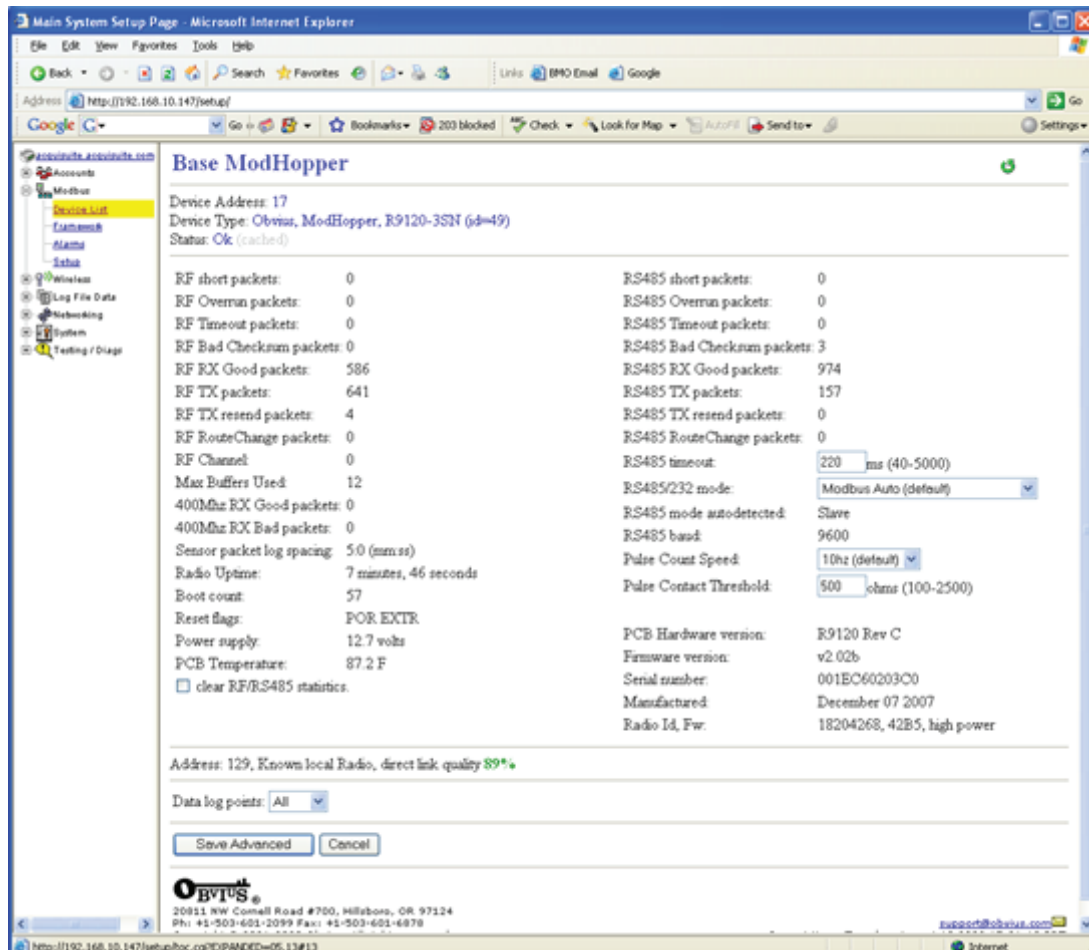 Main System Setup Page - Microsoft Internet Explorer
File Edit View Favorites Tools Help
Back Search Favorites Links BMO Email Google
Address http://192.168.10.147/setup/ Go
Google G Go Bookmarks 203 blocked Check Look for Map AutoFill Send to Settings
acquisuite.acquisuite.com
Accounts
Modbus
Device List
Framework
Alarms
Setup
Wireless
Log File Data
Networking
System
Testing / Diags
Base ModHopper
Device Address: 17
Device Type: Obvius, ModHopper, R9120-3SN (id=49)
Status: Ok (cached)
RF short packets: 0
RF Overrun packets: 0
RF Timeout packets: 0
RF Bad Checksum packets: 0
RF RX Good packets: 586
RF TX packets: 641
RF TX resend packets: 4
RF RouteChange packets: 0
RF Channel: 0
Max Buffers Used: 12
400Mhz RX Good packets: 0
400Mhz RX Bad packets: 0
Sensor packet log spacing: 5:0 (mm:ss)
Radio Uptime: 7 minutes, 46 seconds
Boot count: 57
Reset flags: POR EXTR
Power supply: 12.7 volts
PCB Temperature: 87.2 F
clear RF/RS485 statistics.
RS485 short packets: 0
RS485 Overrun packets: 0
RS485 Timeout packets: 0
RS485 Bad Checksum packets: 3
RS485 RX Good packets: 974
RS485 TX packets: 157
RS485 TX resend packets: 0
RS485 RouteChange packets: 0
RS485 timeout: 220 ms (40-5000)
RS485/232 mode: Modbus Auto (default)
RS485 mode autodetected: Slave
RS485 baud: 9600
Pulse Count Speed: 10hz (default)
Pulse Contact Threshold: 500 ohms (100-2500)
PCB Hardware version: R9120 Rev C
Firmware version: v2.02b
Serial number: 001EC60203C0
Manufactured: December 07 2007
Radio Id, Fw: 18204268, 42B5, high power
Address: 129, Known local Radio, direct link quality 89%
Data log points: All
Save Advanced Cancel
OBVIUS ®
20811 NW Cornell Road #700, Hillsboro, OR 97124
Ph: +1-503-601-2099 Fax: +1-503-601-6878
support@obvius.com
http://192.168.10.147/setup/toc.cgi?EXPANDED=05,13#13 Internet